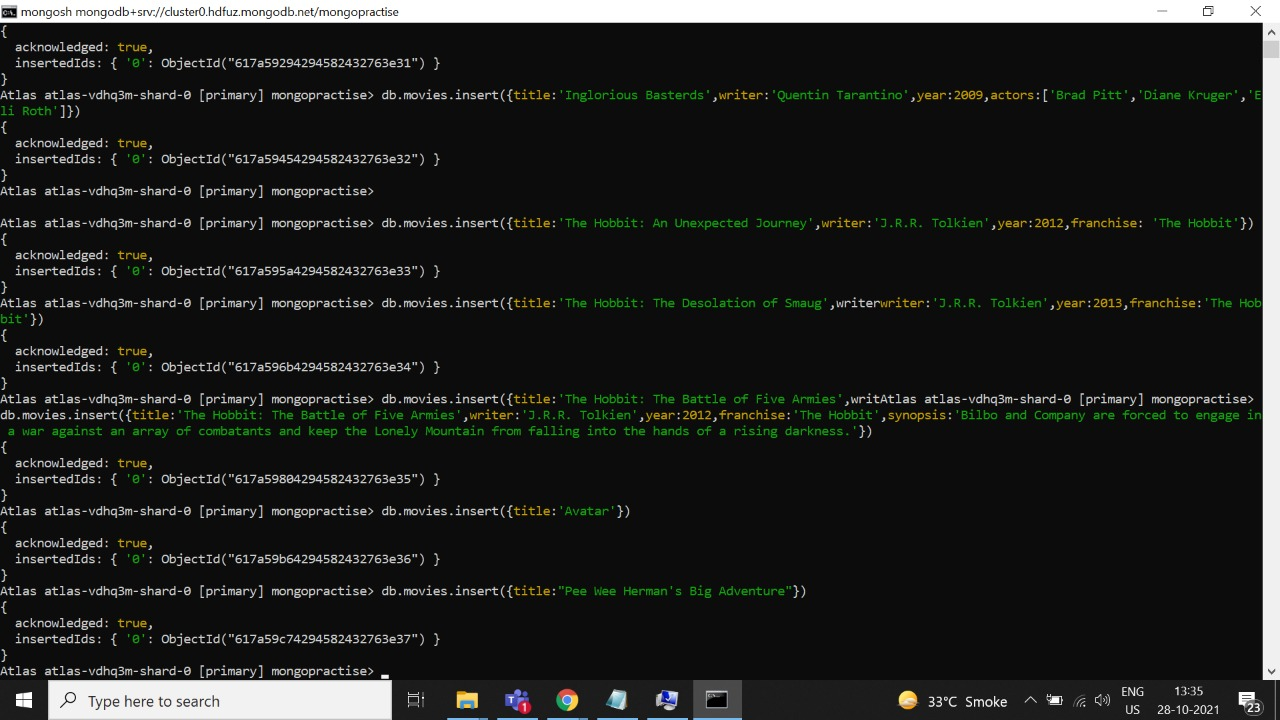 mongosh mongodb+srv://cluster0.hdfuz.mongodb.net/mongopractise
{
  acknowledged: true,
  insertedIds: { '0': ObjectId("617a59294294582432763e31") }
}
Atlas atlas-vdhq3m-shard-0 [primary] mongopractise> db.movies.insert({title:'Inglorious Basterds',writer:'Quentin Tarantino',year:2009,actors:['Brad Pitt','Diane Kruger','E
li Roth']})
{
  acknowledged: true,
  insertedIds: { '0': ObjectId("617a59454294582432763e32") }
}
Atlas atlas-vdhq3m-shard-0 [primary] mongopractise>
Atlas atlas-vdhq3m-shard-0 [primary] mongopractise> db.movies.insert({title:'The Hobbit: An Unexpected Journey',writer:'J.R.R. Tolkien',year:2012,franchise: 'The Hobbit'})
{
  acknowledged: true,
  insertedIds: { '0': ObjectId("617a595a4294582432763e33") }
}
Atlas atlas-vdhq3m-shard-0 [primary] mongopractise> db.movies.insert({title:'The Hobbit: The Desolation of Smaug',writerwriter:'J.R.R. Tolkien',year:2013,franchise:'The Hob
bit'})
{
  acknowledged: true,
  insertedIds: { '0': ObjectId("617a596b4294582432763e34") }
}
Atlas atlas-vdhq3m-shard-0 [primary] mongopractise> db.movies.insert({title:'The Hobbit: The Battle of Five Armies',writAtlas atlas-vdhq3m-shard-0 [primary] mongopractise>
db.movies.insert({title:'The Hobbit: The Battle of Five Armies',writer:'J.R.R. Tolkien',year:2012,franchise:'The Hobbit',synopsis:'Bilbo and Company are forced to engage in
 a war against an array of combatants and keep the Lonely Mountain from falling into the hands of a rising darkness.'})
{
  acknowledged: true,
  insertedIds: { '0': ObjectId("617a59804294582432763e35") }
}
Atlas atlas-vdhq3m-shard-0 [primary] mongopractise> db.movies.insert({title:'Avatar'})
{
  acknowledged: true,
  insertedIds: { '0': ObjectId("617a59b64294582432763e36") }
}
Atlas atlas-vdhq3m-shard-0 [primary] mongopractise> db.movies.insert({title:"Pee Wee Herman's Big Adventure"})
{
  acknowledged: true,
  insertedIds: { '0': ObjectId("617a59c74294582432763e37") }
}
Atlas atlas-vdhq3m-shard-0 [primary] mongopractise>
Type here to search
1
33°C Smoke
ENG
US
13:35
28-10-2021
23